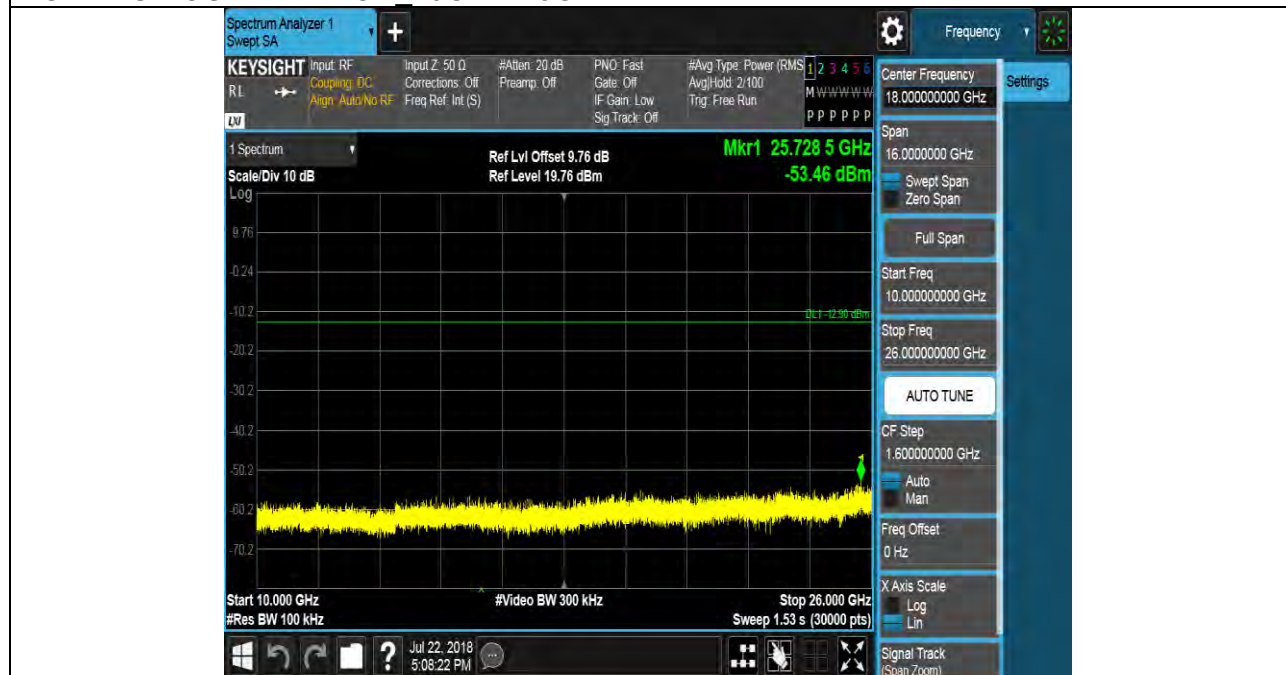 Spectrum Analyzer 1
Swept SA
+
Frequency
KEYSIGHT
RL
LXI
Input: RF
Coupling: DC
Align: Auto/No RF
Input Z: 50 Ω
Corrections: Off
Freq Ref: Int (S)
#Atten: 20 dB
Preamp: Off
PNO: Fast
Gate: Off
IF Gain: Low
Sig Track: Off
#Avg Type: Power (RMS
Avg|Hold: 2/100
Trig: Free Run
1 2 3 4 5 6
M W W W W W
P P P P P P
Center Frequency
18.000000000 GHz
Settings
1 Spectrum
Scale/Div 10 dB
Ref Lvl Offset 9.76 dB
Ref Level 19.76 dBm
Mkr1 25.728 5 GHz
-53.46 dBm
Log
9.76
-0.24
-10.2
-20.2
-30.2
-40.2
-50.2
-60.2
-70.2
DL1 -12.90 dBm
1
Start 10.000 GHz
#Res BW 100 kHz
#Video BW 300 kHz
Stop 26.000 GHz
Sweep 1.53 s (30000 pts)
Span
16.0000000 GHz
Swept Span
Zero Span
Full Span
Start Freq
10.000000000 GHz
Stop Freq
26.000000000 GHz
AUTO TUNE
CF Step
1.600000000 GHz
Auto
Man
Freq Offset
0 Hz
X Axis Scale
Log
Lin
Signal Track
(Span Zoom)
?
Jul 22, 2018
5:08:22 PM